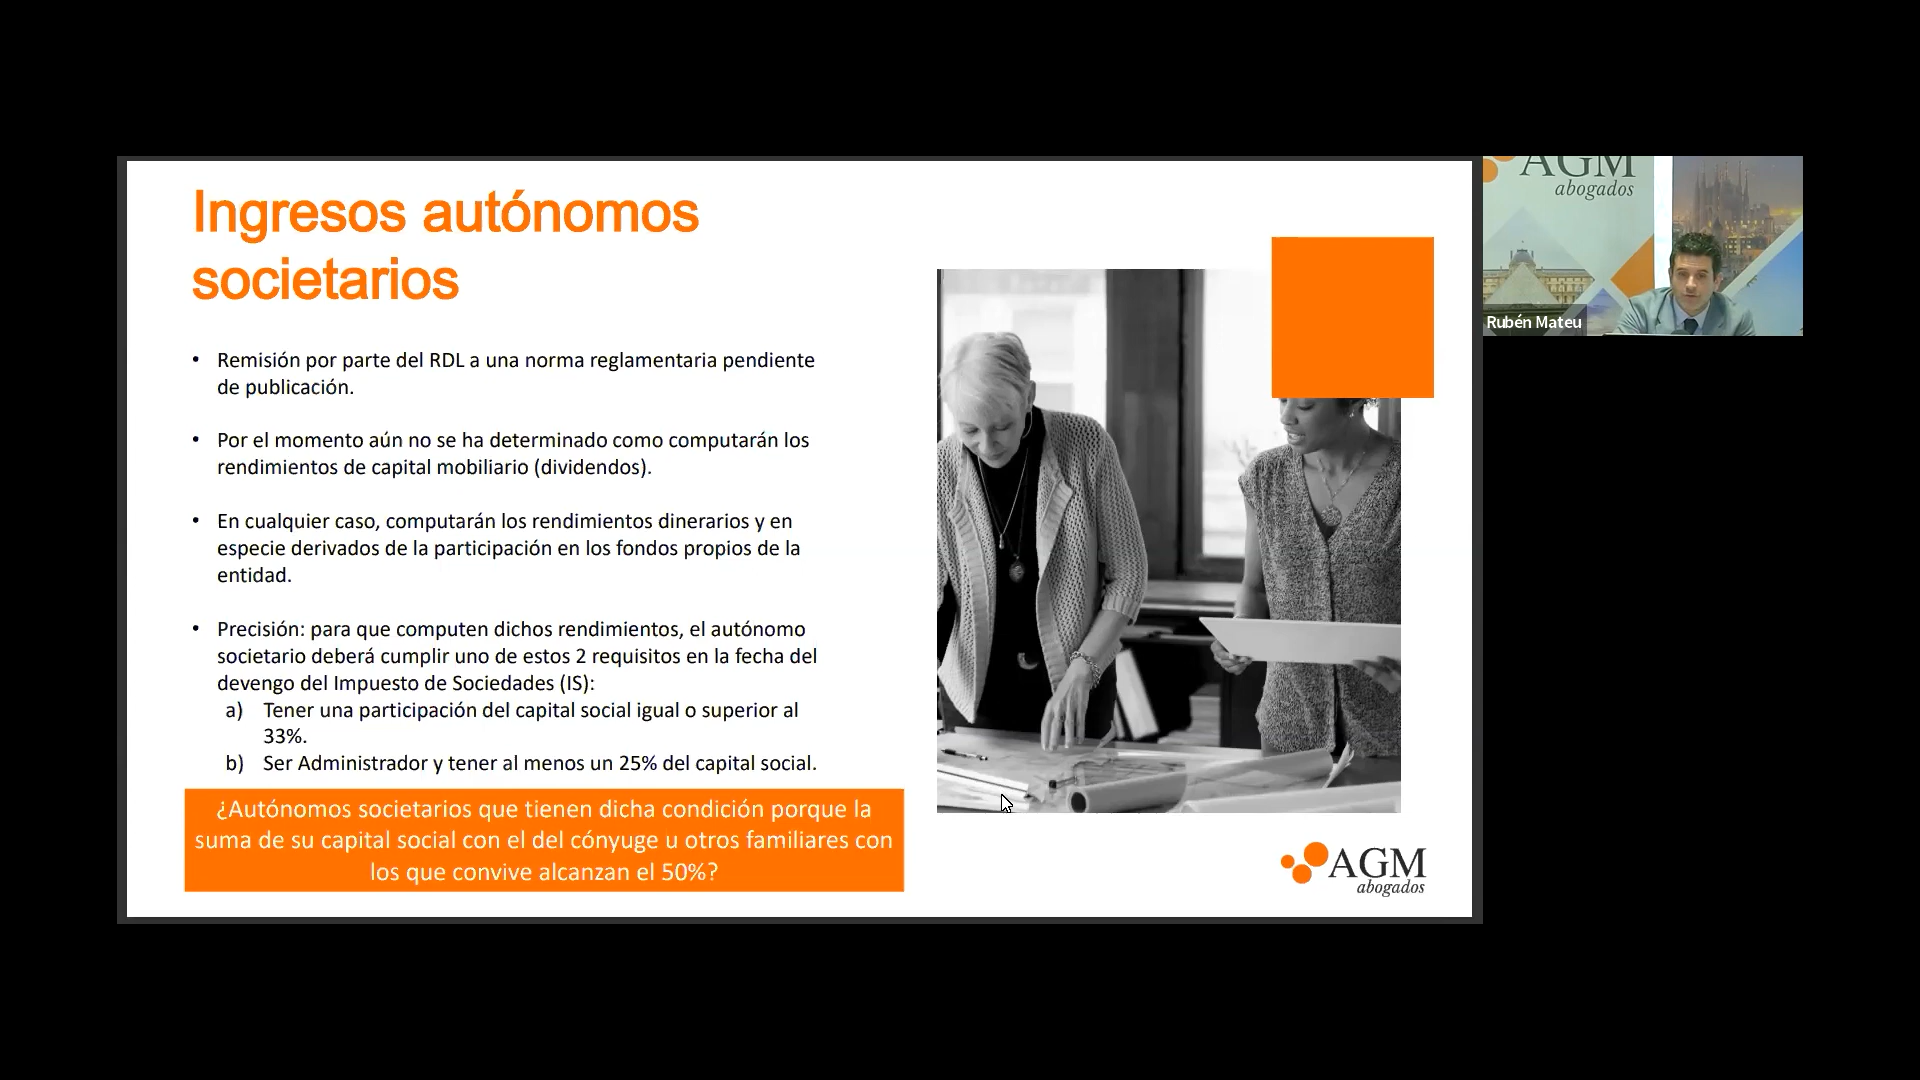 Ingresos autónomos
societarios
• Remisión por parte del RDL a una norma reglamentaria pendiente
de publicación.
• Por el momento aún no se ha determinado como computarán los
rendimientos de capital mobiliario (dividendos).
• En cualquier caso, computarán los rendimientos dinerarios y en
especie derivados de la participación en los fondos propios de la
entidad.
• Precisión: para que computen dichos rendimientos, el autónomo
societario deberá cumplir uno de estos 2 requisitos en la fecha del
devengo del Impuesto de Sociedades (IS):
a) Tener una participación del capital social igual o superior al
33%.
b) Ser Administrador y tener al menos un 25% del capital social.
¿Autónomos societarios que tienen dicha condición porque la
suma de su capital social con el del cónyuge u otros familiares con
los que convive alcanzan el 50%?
AGM
abogados
AGM
abogados
Rubén Mateu